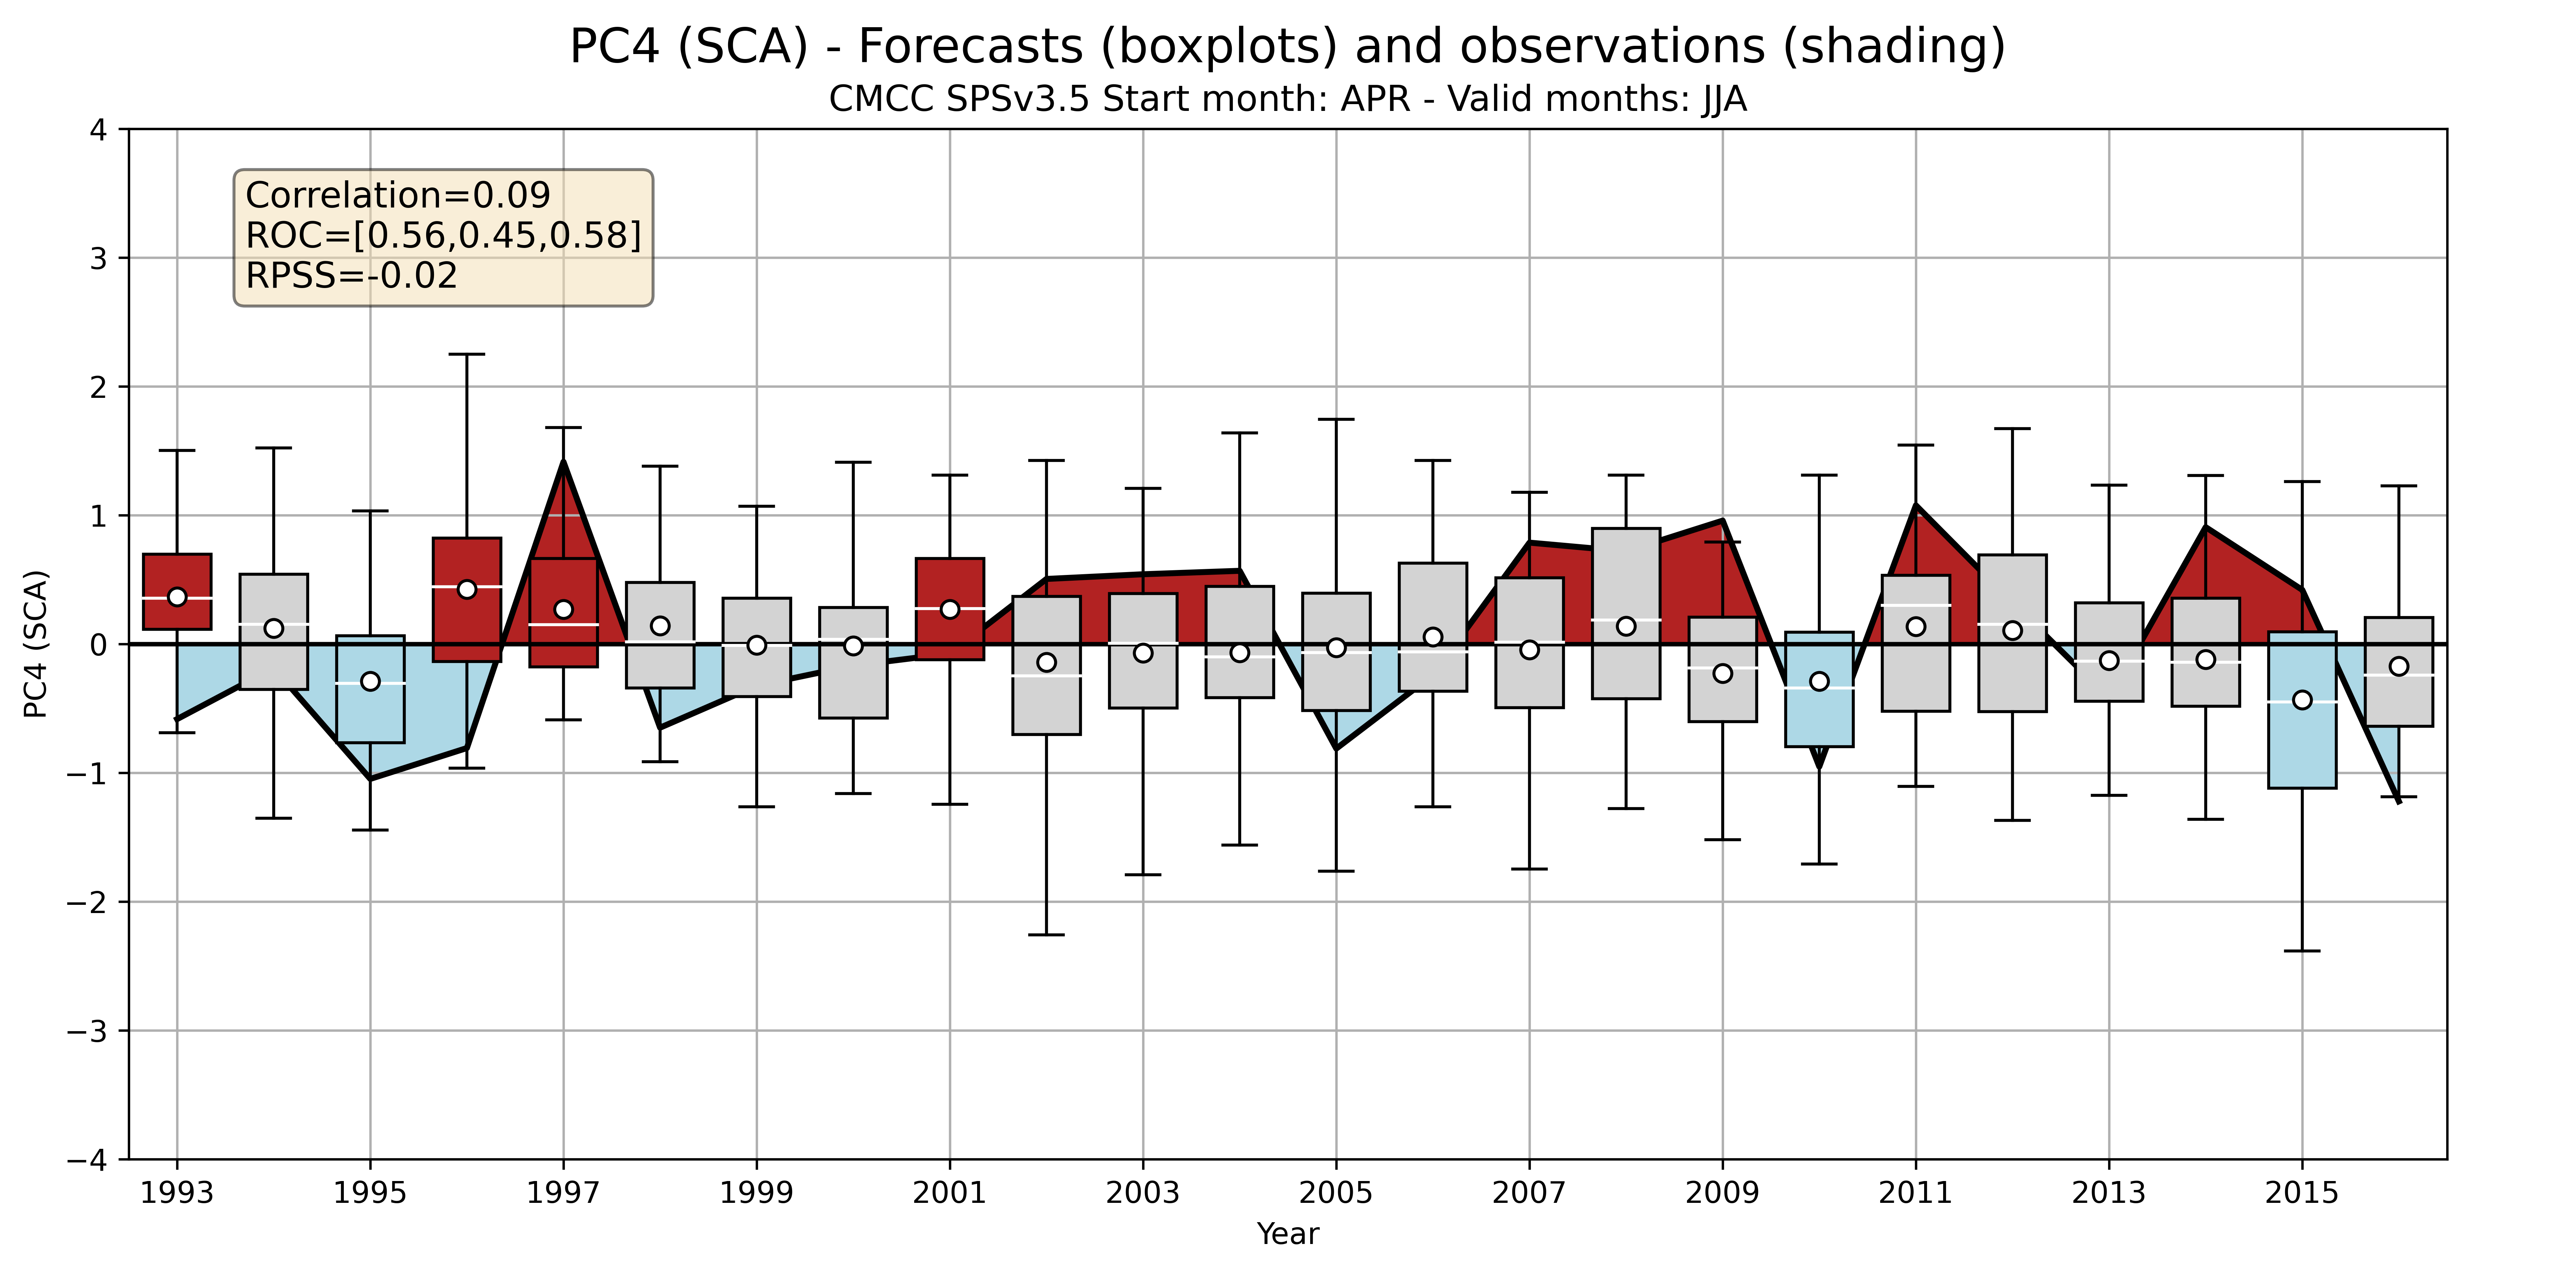 PC4 (SCA) - Forecasts (boxplots) and observations (shading)
CMCC SPSv3.5 Start month: APR - Valid months: JJA
Correlation=0.09
ROC=[0.56,0.45,0.58]
RPSS=-0.02
PC4 (SCA)
4
3
2
1
0
−1
−2
−3
−4
1993 1995 1997 1999 2001 2003 2005 2007 2009 2011 2013 2015
Year